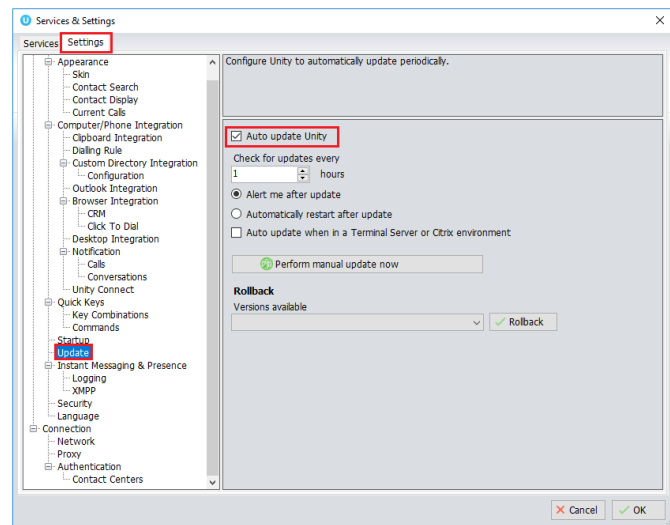 Services & Settings
Services
Settings
Appearance
Skin
Contact Search
Contact Display
Current Calls
Computer/Phone Integration
Clipboard Integration
Dialling Rule
Custom Directory Integration
Configuration
Outlook Integration
Browser Integration
CRM
Click To Dial
Desktop Integration
Notification
Calls
Conversations
Unity Connect
Quick Keys
Key Combinations
Commands
Startup
Update
Instant Messaging & Presence
Logging
XMPP
Security
Language
Connection
Network
Proxy
Authentication
Contact Centers
Configure Unity to automatically update periodically.
Auto update Unity
Check for updates every
1 hours
Alert me after update
Automatically restart after update
Auto update when in a Terminal Server or Citrix environment
Perform manual update now
Rollback
Versions available
Rollback
Cancel
OK